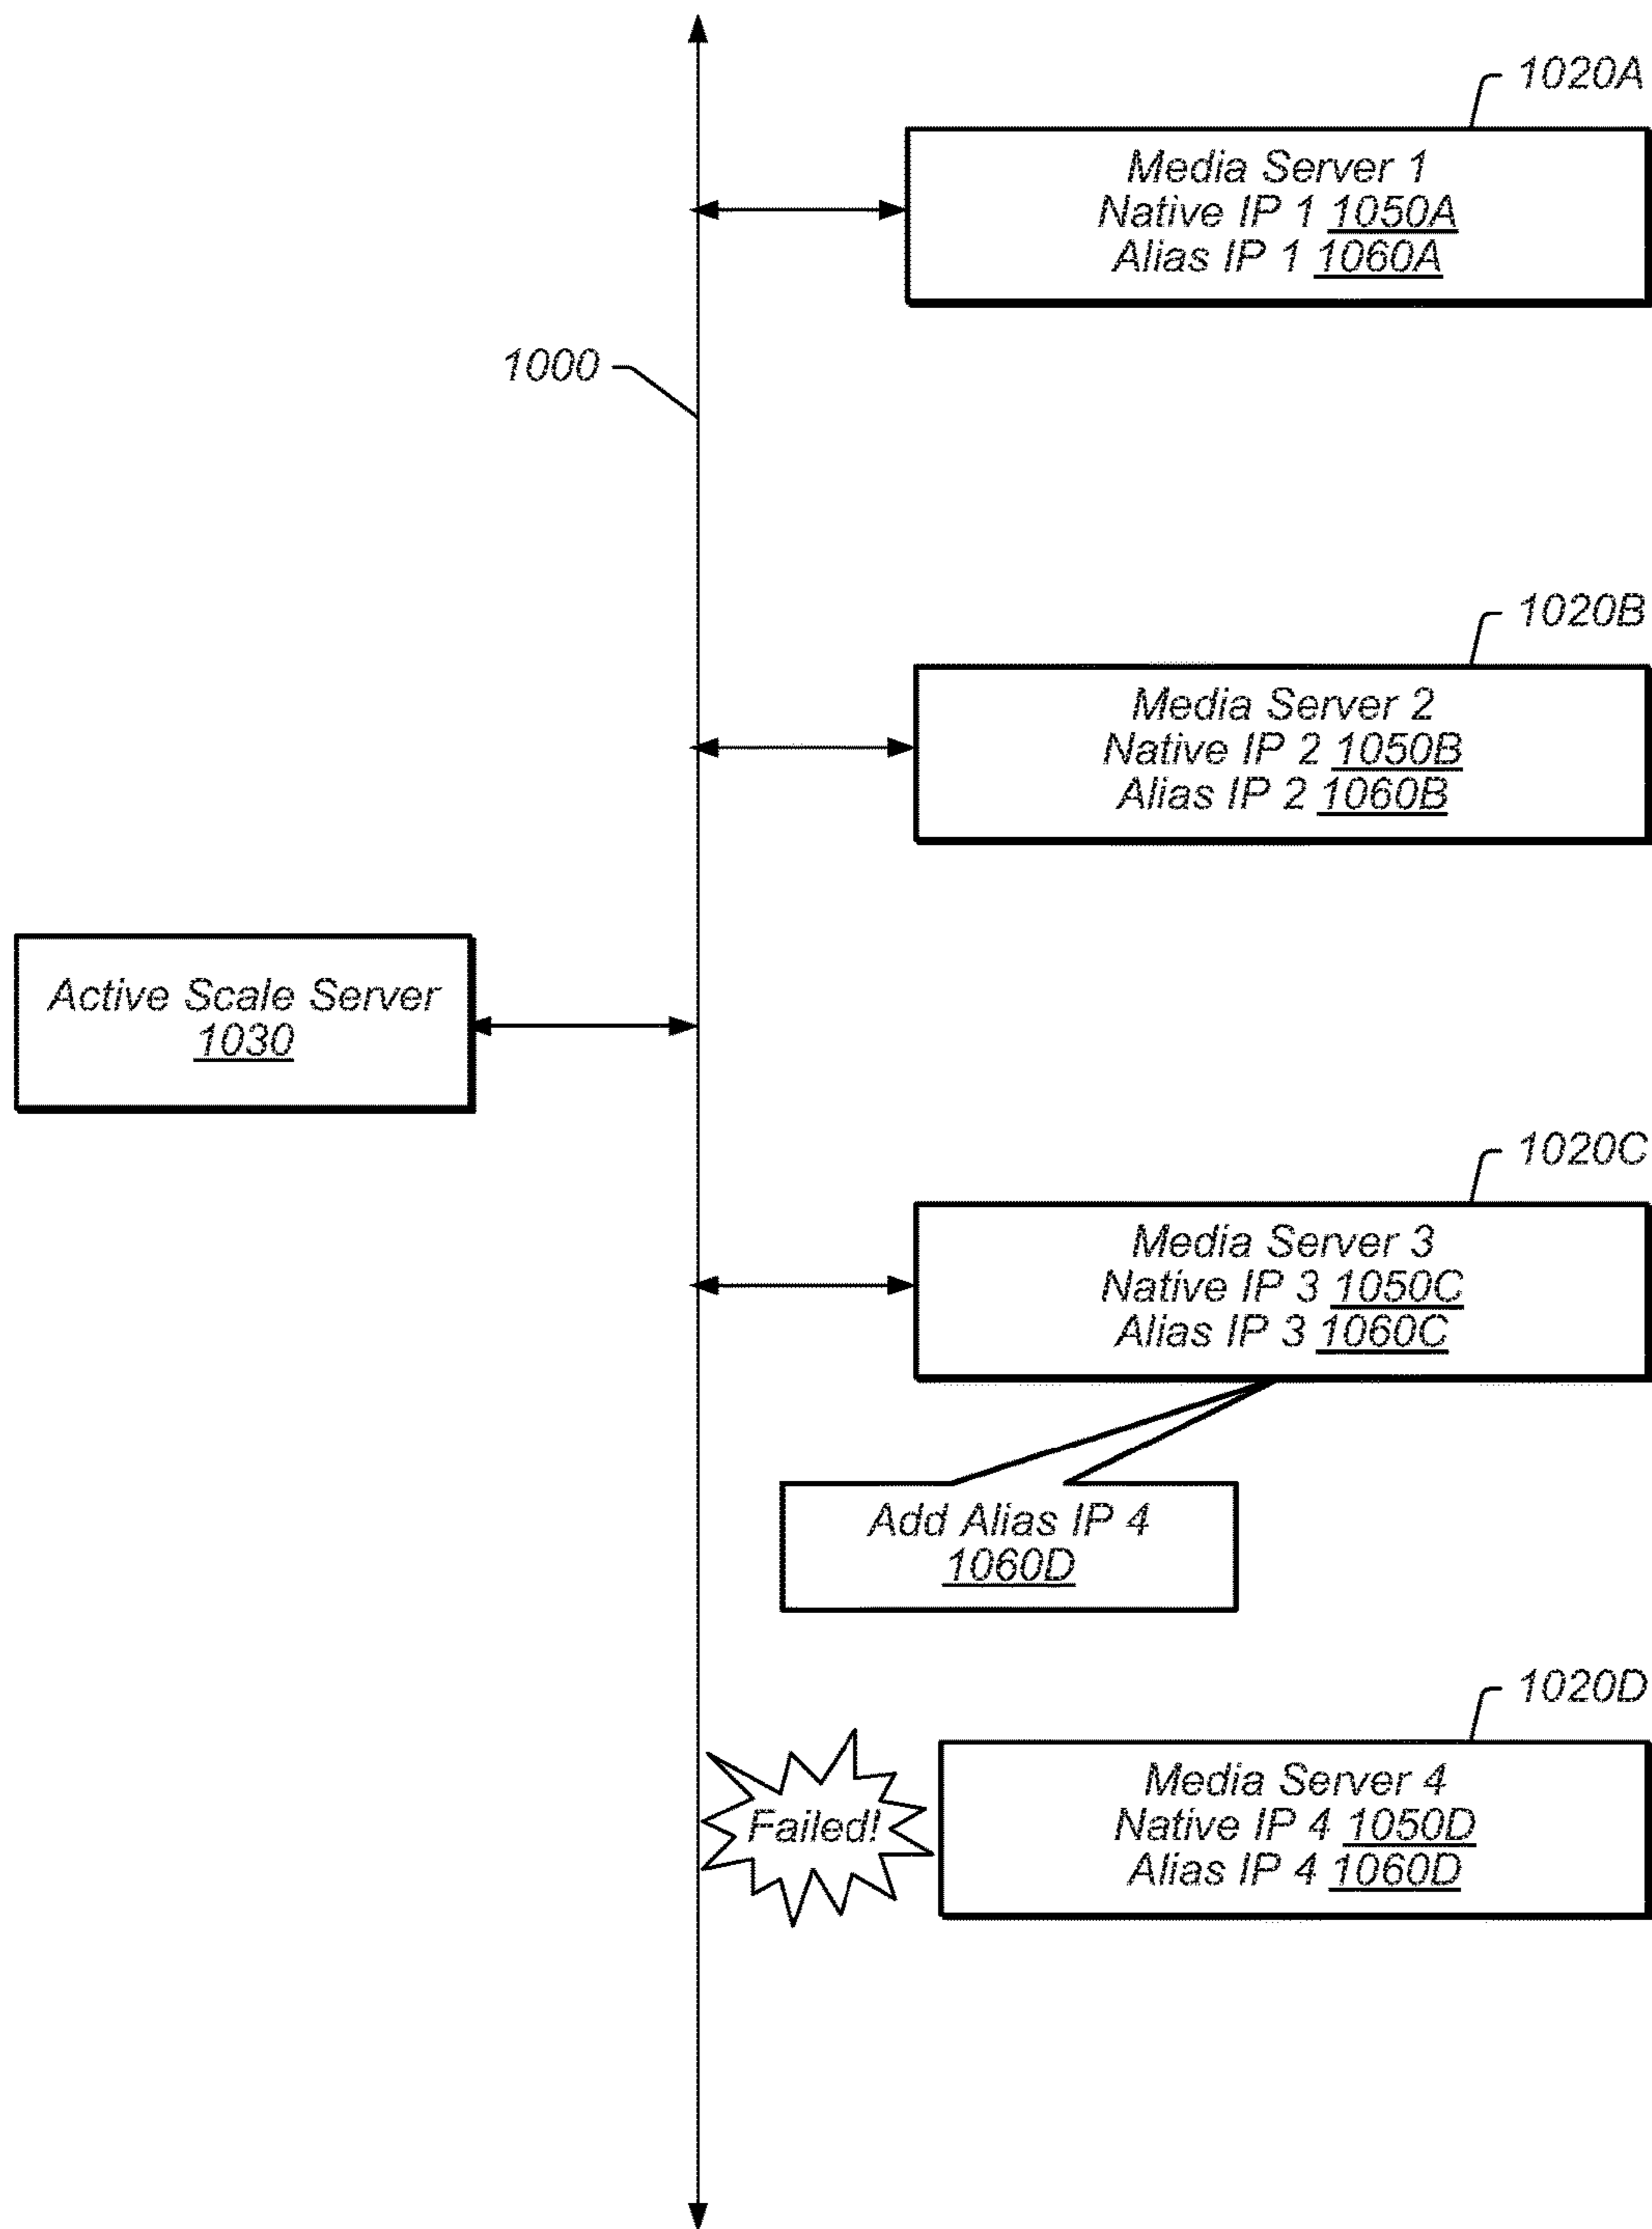 1020A
Media Server 1
Native IP 1 1050A
Alias IP 1 1060A
1000
1020B
Media Server 2
Native IP 2 1050B
Alias IP 2 1060B
Active Scale Server
1030
1020C
Media Server 3
Native IP 3 1050C
Alias IP 3 1060C
Add Alias IP 4
1060D
1020D
Media Server 4
Native IP 4 1050D
Alias IP 4 1060D
Failed!